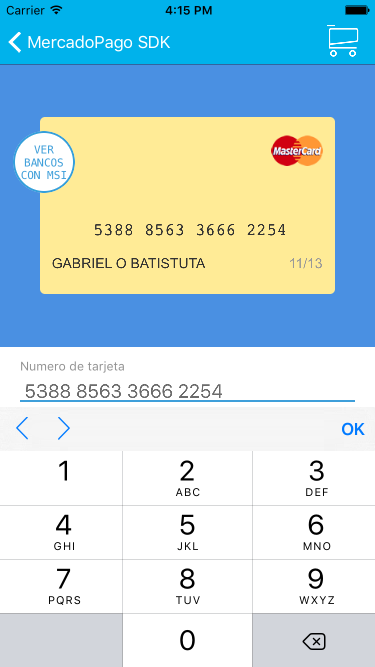 Carrier 4:15 PM
MercadoPago SDK
VER
BANCOS
CON MSI
MasterCard
5388 8563 3666 2254
GABRIEL O BATISTUTA 11/13
Numero de tarjeta
5388 8563 3666 2254
OK
1 2 3
ABC DEF
4 5 6
GHI JKL MNO
7 8 9
PQRS TUV WXYZ
0